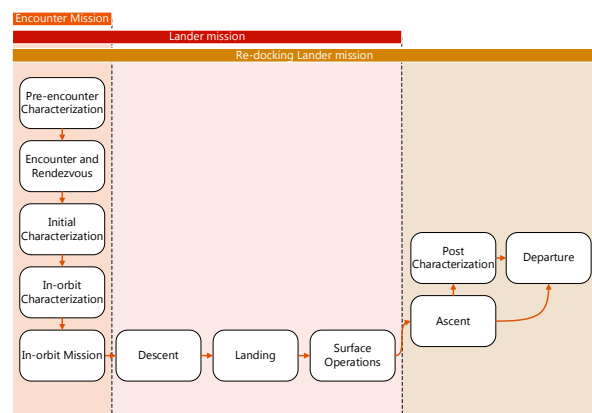 Encounter Mission
Lander mission
Re-docking Lander mission
Pre-encounter
Characterization
Encounter and
Rendezvous
Initial
Characterization
In-orbit
Characterization
In-orbit Mission
Descent
Landing
Surface
Operations
Post
Characterization
Departure
Ascent